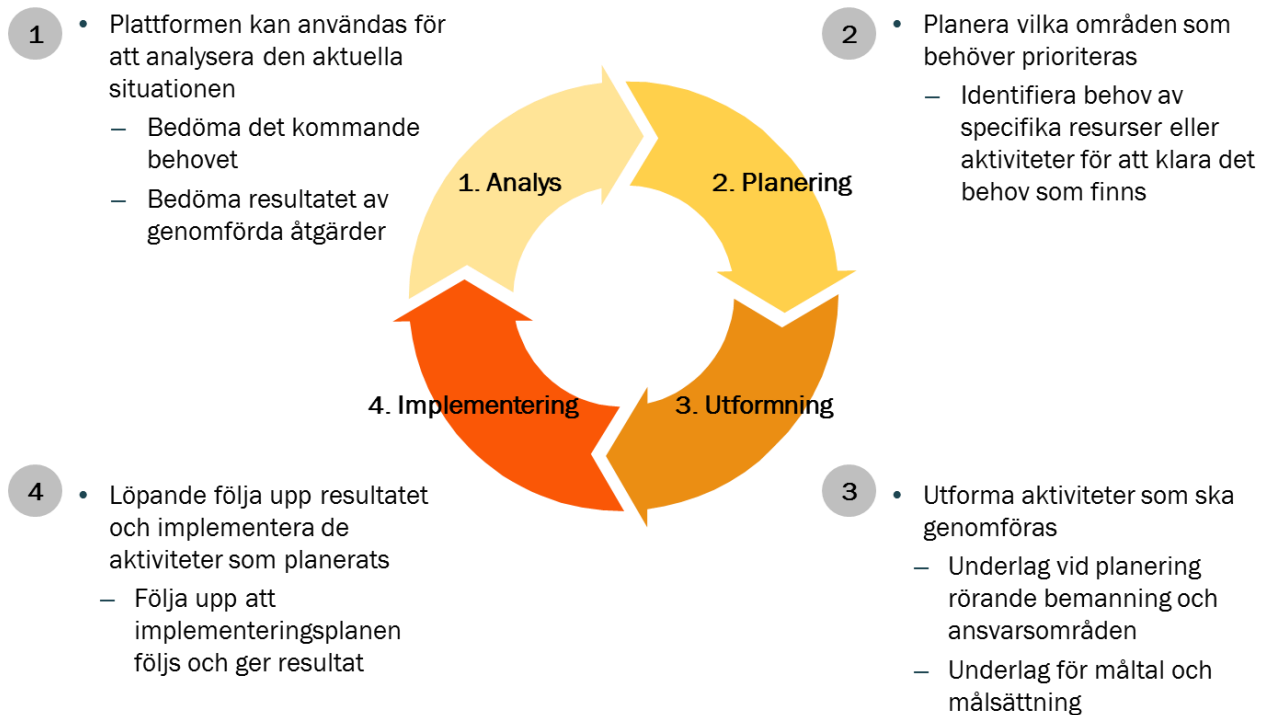 1
• Plattformen kan användas för
att analysera den aktuella
situationen
– Bedöma det kommande
behovet
– Bedöma resultatet av
genomförda åtgärder
2
• Planera vilka områden som
behöver prioriteras
– Identifiera behov av
specifika resurser eller
aktiviteter för att klara det
behov som finns
1. Analys
2. Planering
4. Implementering
3. Utformning
4
• Löpande följa upp resultatet
och implementera de
aktiviteter som planerats
– Följa upp att
implementeringsplanen
följs och ger resultat
3
• Utforma aktiviteter som ska
genomföras
– Underlag vid planering
rörande bemanning och
ansvarsområden
– Underlag för måltal och
målsättning